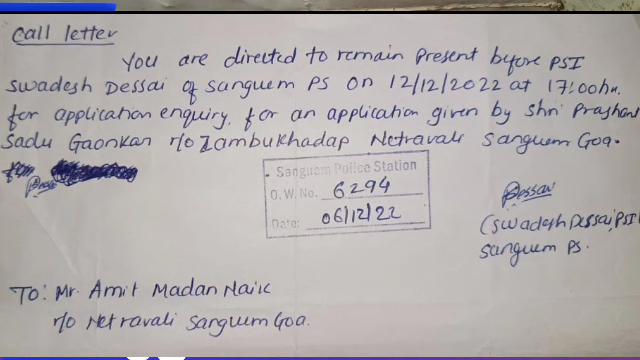 Call letter
You are directed to remain present before PSI
Swadesh Dessai of Sanguem PS on 12/12/2022 at 17:00hr.
for application enquiry, for an application given by Shri Prashant
Sadu Gaonkar r/o Zambukhadap Netravali Sanguem Goa.
Sanguem Police Station
O.W. No. 6294
Date: 06/12/22
Dessai
(Swadesh Dessai, PSI
Sanguem PS.
To: Mr. Amit Madan Naik
r/o Netravali Sanguem Goa.